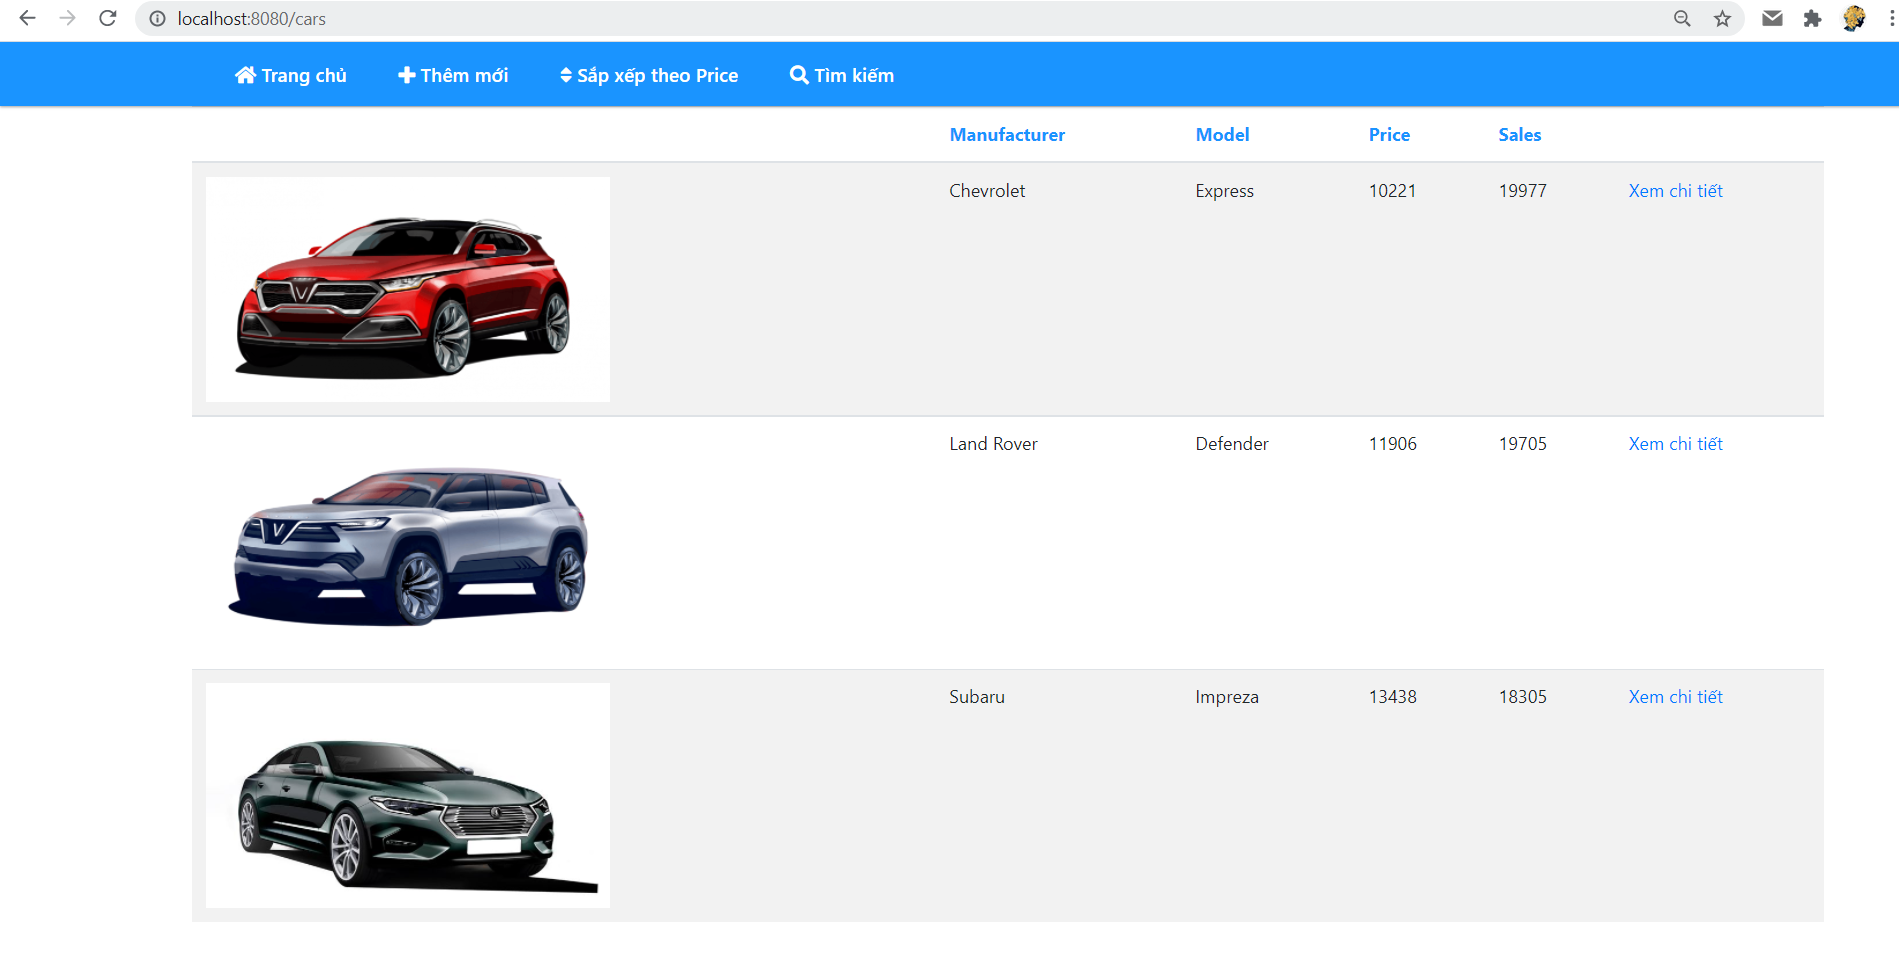 localhost:8080/cars
Trang chủ Thêm mới Sắp xếp theo Price Tìm kiếm
Manufacturer Model Price Sales
Chevrolet Express 10221 19977 Xem chi tiết
Land Rover Defender 11906 19705 Xem chi tiết
Subaru Impreza 13438 18305 Xem chi tiết